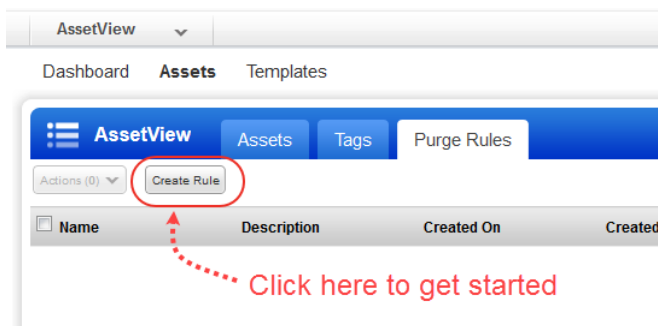 AssetView
Dashboard Assets Templates
AssetView Assets Tags Purge Rules
Actions (0) Create Rule
Name Description Created On Created
Click here to get started